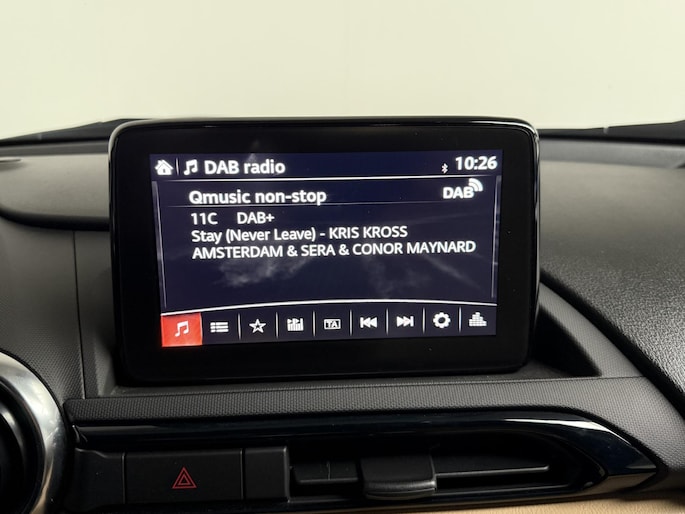 DAB radio 10:26
Qmusic non-stop DAB
11C DAB+
Stay (Never Leave) - KRIS KROSS
AMSTERDAM & SERA & CONOR MAYNARD
TA